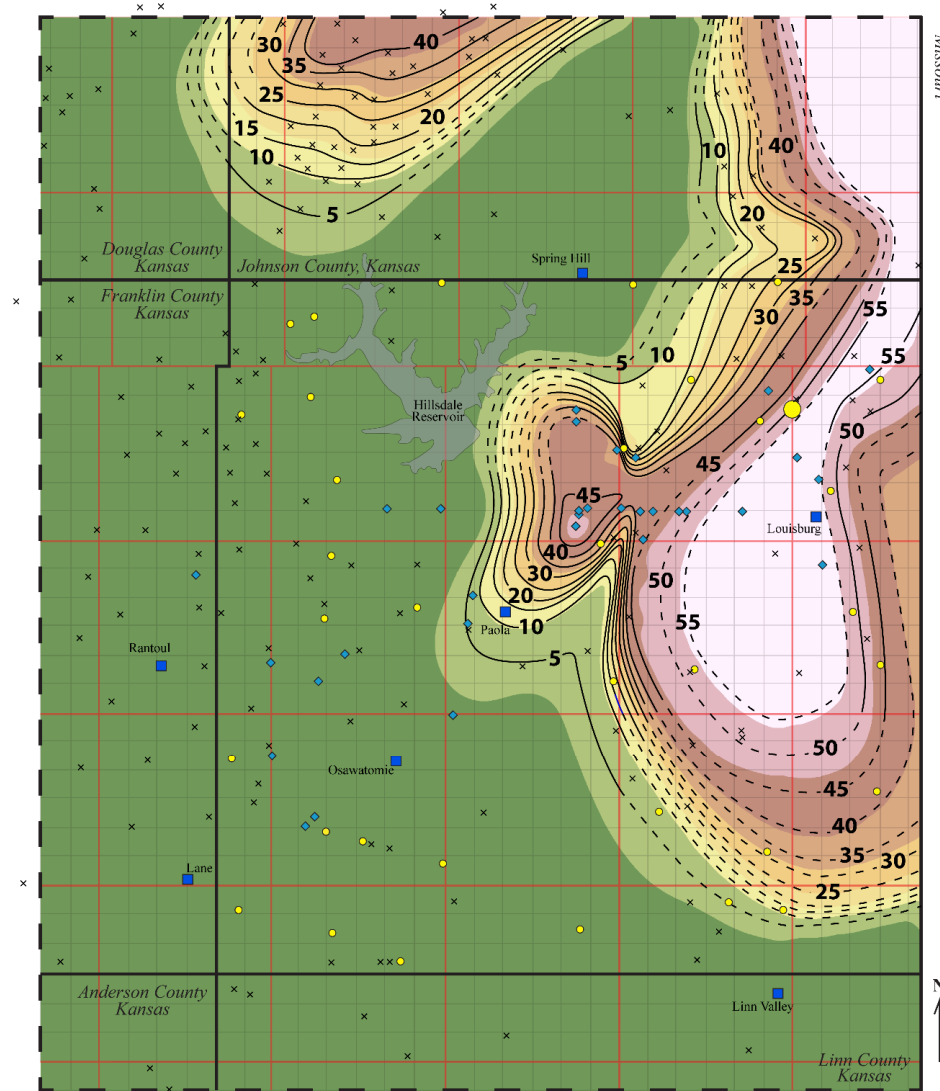 Missouri
30
40
35
25
20
15
40
10
10
5
20
Douglas County
Kansas
Johnson County, Kansas
Spring Hill
25
Franklin County
Kansas
35
55
30
10
55
5
Hillsdale
Reservoir
50
45
45
Louisburg
40
30
50
20
55
10
Paola
5
Rantoul
50
Osawatomie
45
40
35
30
Lane
25
Anderson County
Kansas
N
Linn Valley
Linn County
Kansas